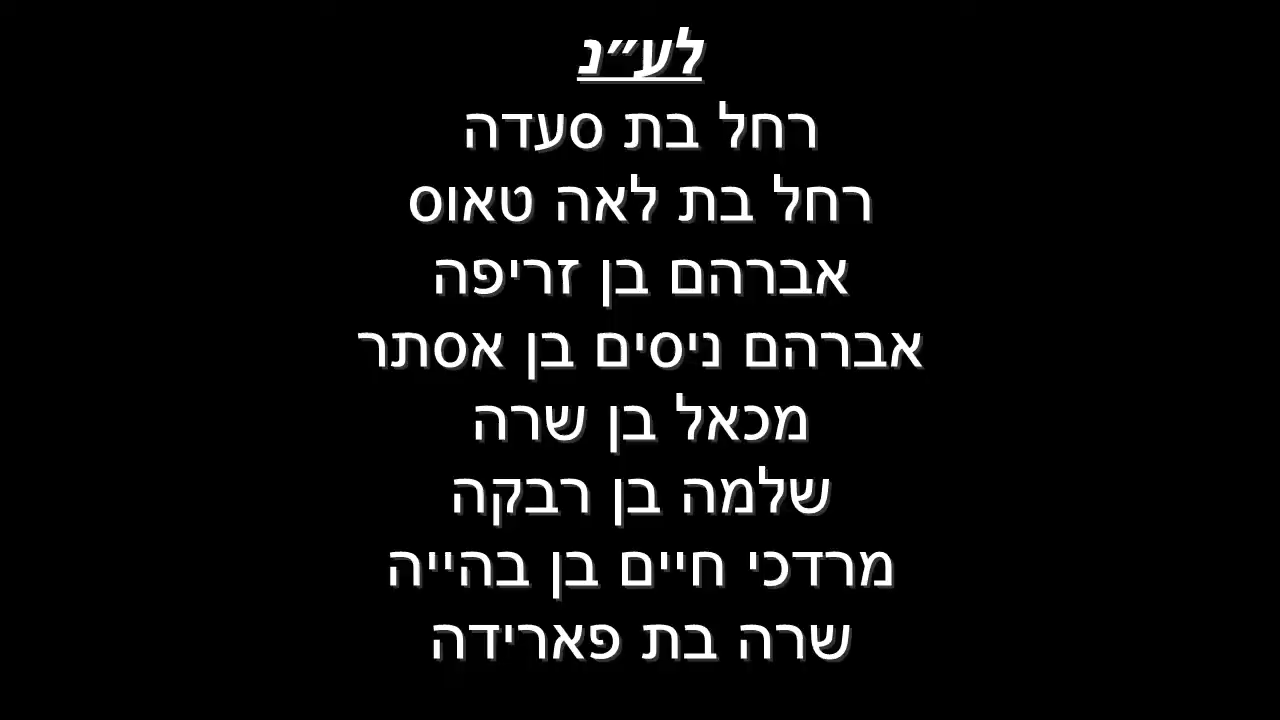 לע״נ
רחל בת סעדה
רחל בת לאה טאוס
אברהם בן זריפה
אברהם ניסים בן אסתר
מכאל בן שרה
שלמה בן רבקה
מרדכי חיים בן בהייה
שרה בת פארידה